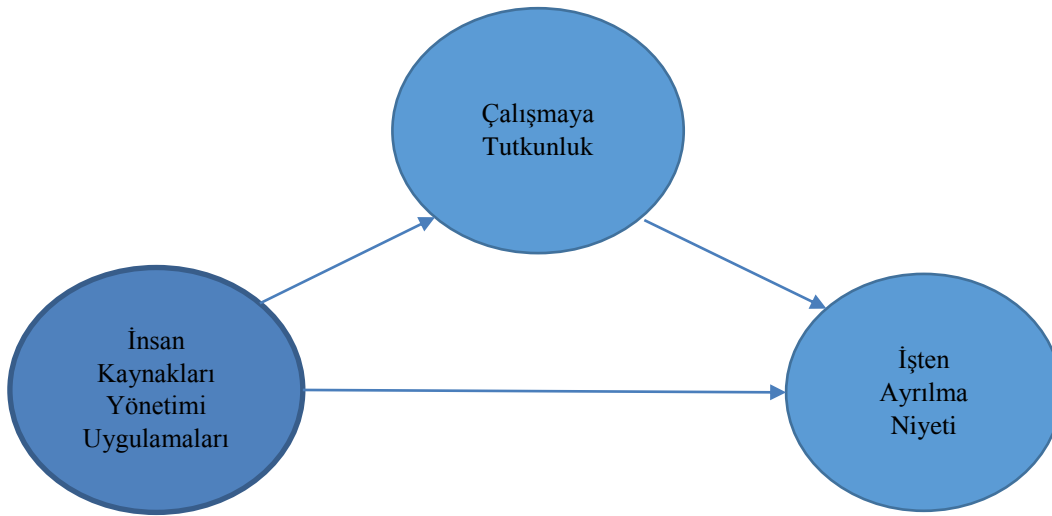 Çalışmaya
Tutkunluk
İnsan
Kaynakları
Yönetimi
Uygulamaları
İşten
Ayrılma
Niyeti